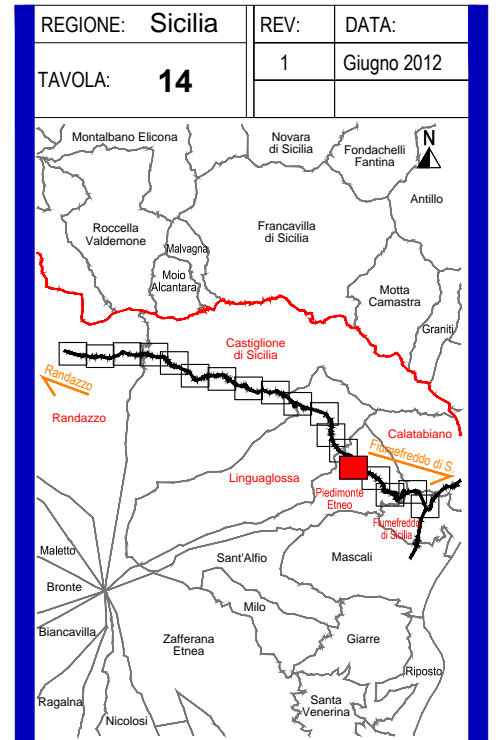 REGIONE: Sicilia
REV:
DATA:
TAVOLA: 14
1
Giugno 2012
N
Montalbano Elicona
Novara
di Sicilia
Fondachelli
Fantina
Antillo
Roccella
Valdemone
Malvagna
Francavilla
di Sicilia
Moio
Alcantara
Motta
Camastra
Graniti
Castiglione
di Sicilia
Randazzo
Randazzo
Calatabiano
Fiumefreddo di S.
Linguaglossa
Piedimonte
Etneo
Fiumefreddo
di Sicilia
Maletto
Sant'Alfio
Mascali
Bronte
Milo
Biancavilla
Zafferana
Etnea
Giarre
Riposto
Ragalna
Santa
Venerina
Nicolosi